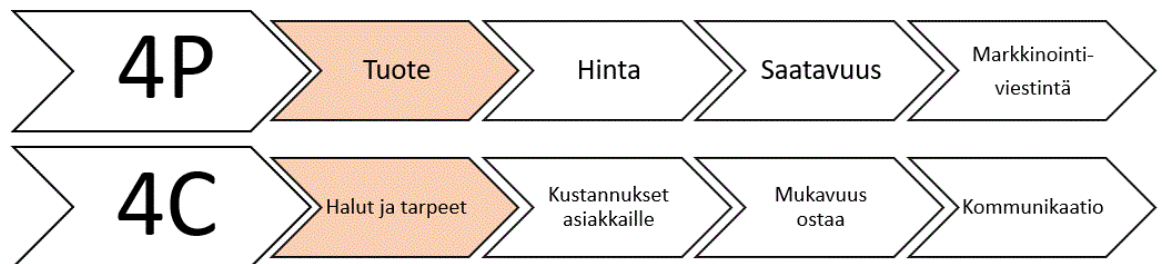 4P
Tuote
Hinta
Saatavuus
Markkinointi-
viestintä
4C
Halut ja tarpeet
Kustannukset
asiakkaille
Mukavuus
ostaa
Kommunikaatio